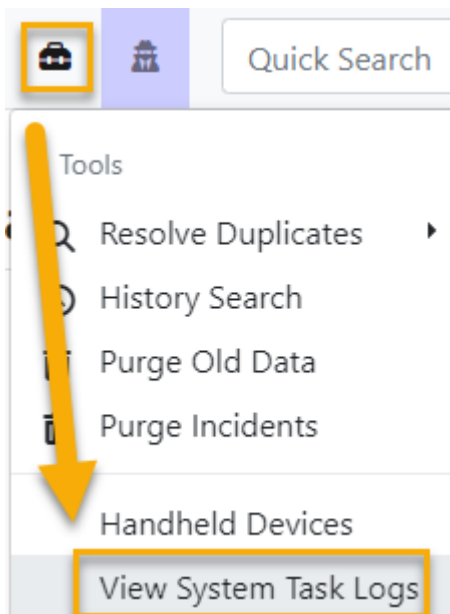 Quick Search
Tools
Resolve Duplicates
History Search
Purge Old Data
Purge Incidents
Handheld Devices
View System Task Logs